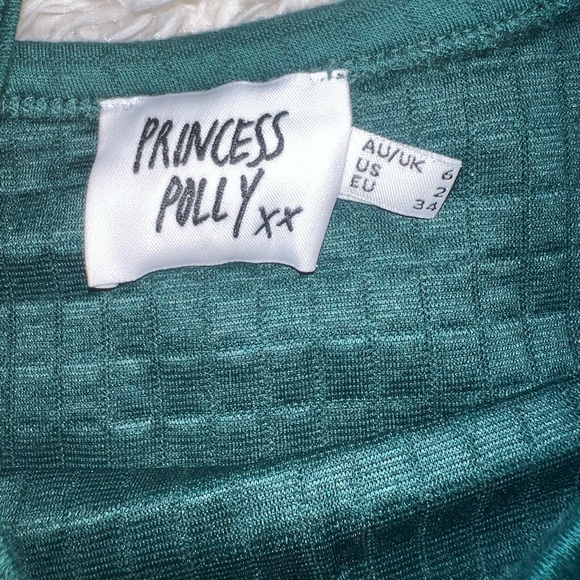 PRINCESS
POLLY xx
AU/UK 6
US 2
EU 34